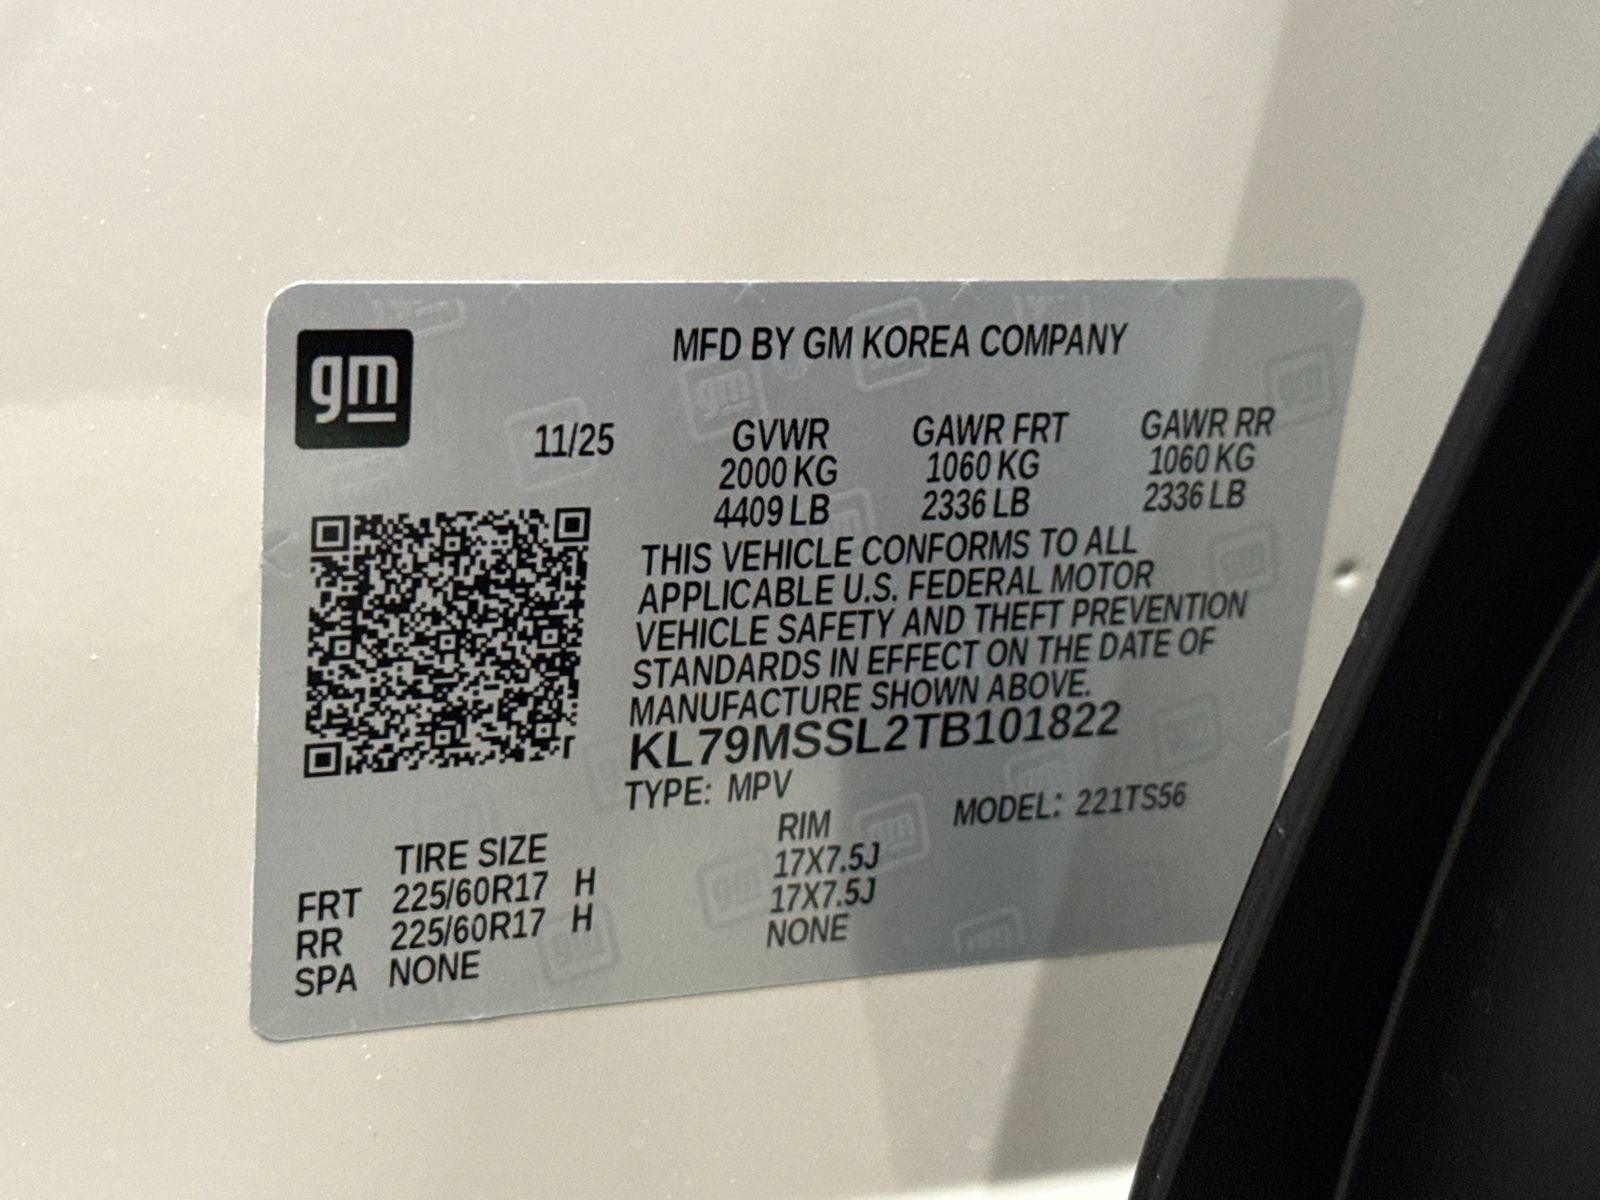 gm
MFD BY GM KOREA COMPANY
11/25 GVWR GAWR FRT GAWR RR
2000 KG 1060 KG 1060 KG
4409 LB 2336 LB 2336 LB
THIS VEHICLE CONFORMS TO ALL
APPLICABLE U.S. FEDERAL MOTOR
VEHICLE SAFETY AND THEFT PREVENTION
STANDARDS IN EFFECT ON THE DATE OF
MANUFACTURE SHOWN ABOVE.
KL79MSSL2TB101822
TYPE: MPV MODEL: 221TS56
TIRE SIZE RIM
FRT 225/60R17 H 17X7.5J
RR 225/60R17 H 17X7.5J
SPA NONE NONE